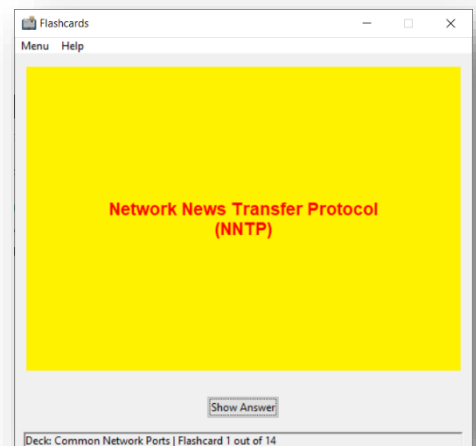 Flashcards
Menu Help
Network News Transfer Protocol
(NNTP)
Show Answer
Deck: Common Network Ports | Flashcard 1 out of 14